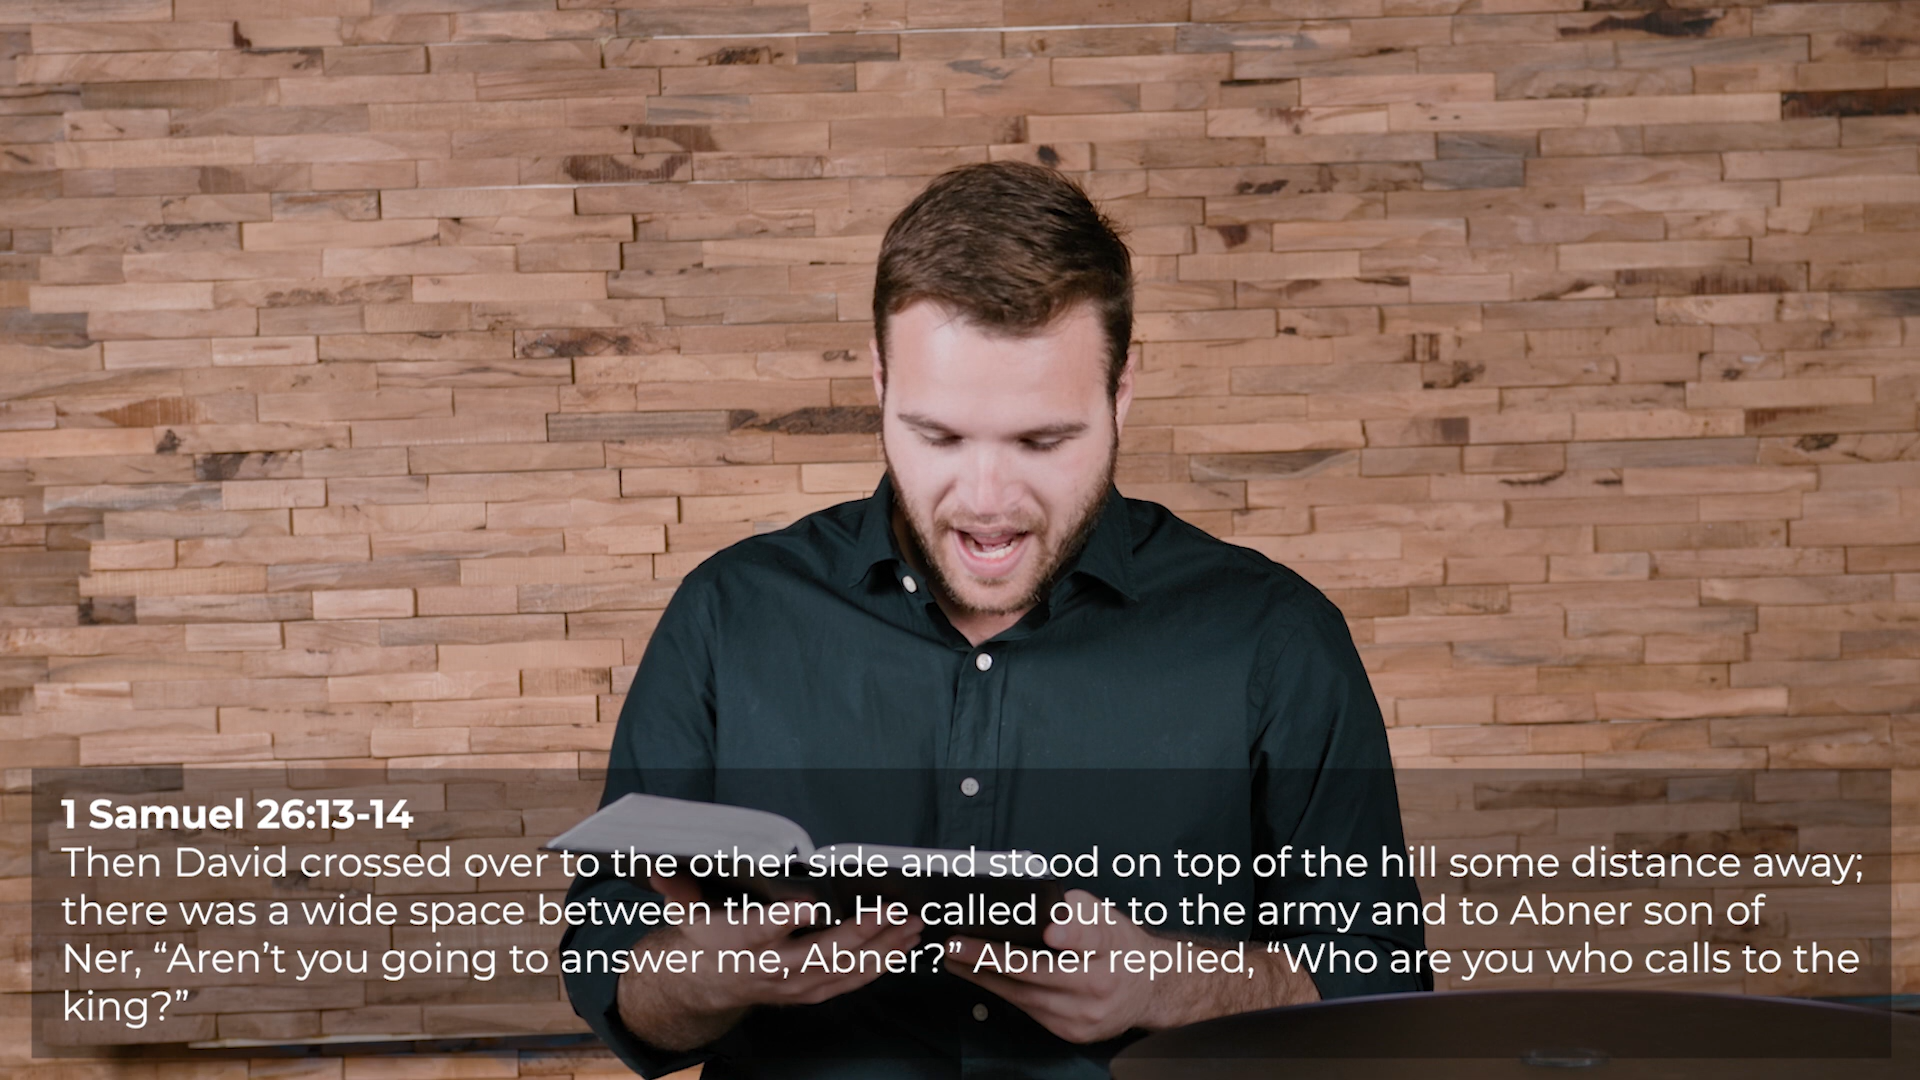 1 Samuel 26:13-14
Then David crossed over to the other side and stood on top of the hill some distance away;
there was a wide space between them. He called out to the army and to Abner son of
Ner, “Aren’t you going to answer me, Abner?” Abner replied, “Who are you who calls to the
king?”